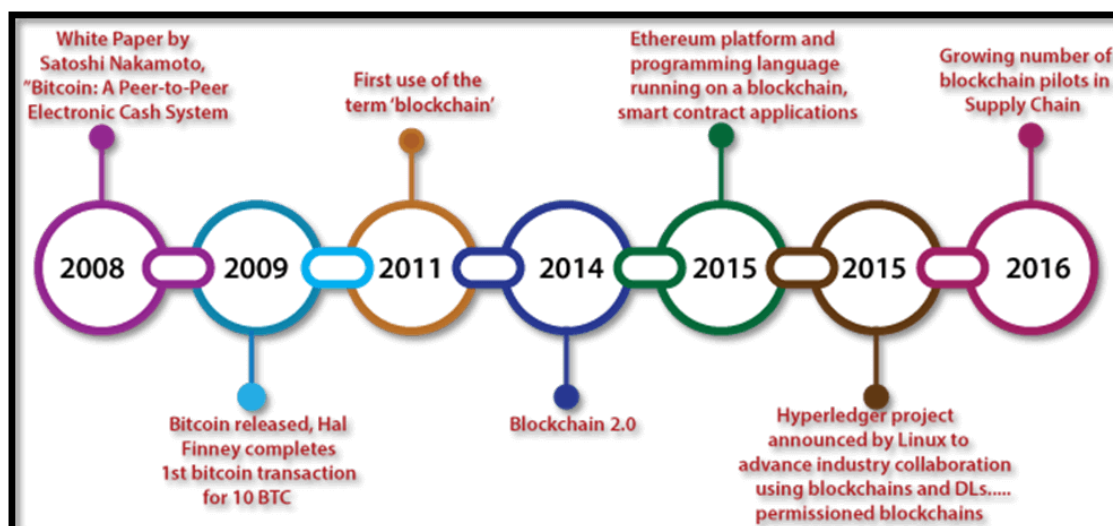 White Paper by
Satoshi Nakamoto,
"Bitcoin: A Peer-to-Peer
Electronic Cash System
First use of the
term 'blockchain'
Ethereum platform and
programming language
running on a blockchain,
smart contract applications
Growing number of
blockchain pilots in
Supply Chain
2008
2009
2011
2014
2015
2015
2016
Bitcoin released, Hal
Finney completes
1st bitcoin transaction
for 10 BTC
Blockchain 2.0
Hyperledger project
announced by Linux to
advance industry collaboration
using blockchains and DLs.....
permissioned blockchains